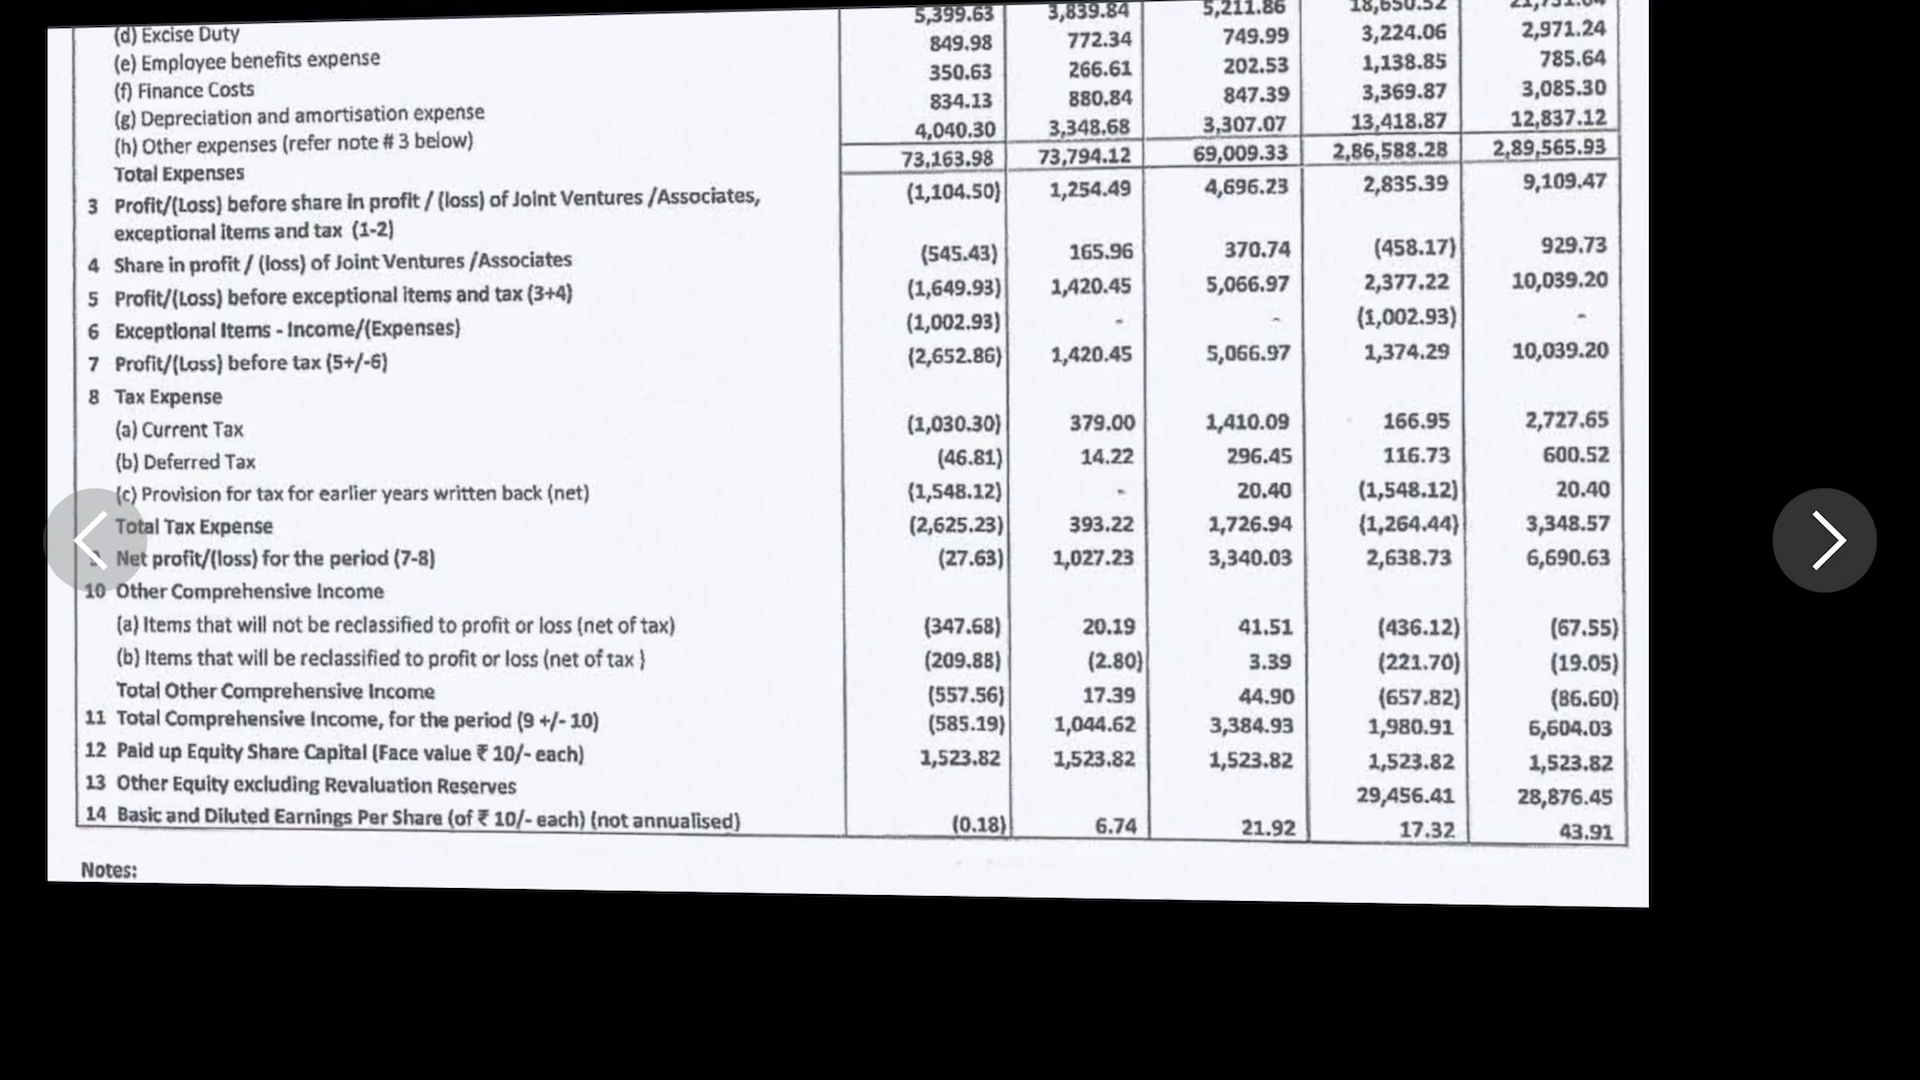 (d) Excise Duty 5,399.63 3,839.84 5,211.86 18,650.52
(e) Employee benefits expense 849.98 772.34 749.99 3,224.06 2,971.24
(f) Finance Costs 350.63 266.61 202.53 1,138.85 785.64
(g) Depreciation and amortisation expense 834.13 880.84 847.39 3,369.87 3,085.30
(h) Other expenses (refer note # 3 below) 4,040.30 3,348.68 3,307.07 13,418.87 12,837.12
Total Expenses 73,163.98 73,794.12 69,009.33 2,86,588.28 2,89,565.93
3 Profit/(Loss) before share in profit / (loss) of Joint Ventures /Associates, (1,104.50) 1,254.49 4,696.23 2,835.39 9,109.47
exceptional items and tax (1-2)
4 Share in profit / (loss) of Joint Ventures /Associates (545.43) 165.96 370.74 (458.17) 929.73
5 Profit/(Loss) before exceptional items and tax (3+4) (1,649.93) 1,420.45 5,066.97 2,377.22 10,039.20
6 Exceptional Items - Income/(Expenses) (1,002.93) - - (1,002.93) -
7 Profit/(Loss) before tax (5+/-6) (2,652.86) 1,420.45 5,066.97 1,374.29 10,039.20
8 Tax Expense
(a) Current Tax (1,030.30) 379.00 1,410.09 166.95 2,727.65
(b) Deferred Tax (46.81) 14.22 296.45 116.73 600.52
(c) Provision for tax for earlier years written back (net) (1,548.12) - 20.40 (1,548.12) 20.40
Total Tax Expense (2,625.23) 393.22 1,726.94 (1,264.44) 3,348.57
9 Net profit/(loss) for the period (7-8) (27.63) 1,027.23 3,340.03 2,638.73 6,690.63
10 Other Comprehensive Income
(a) Items that will not be reclassified to profit or loss (net of tax) (347.68) 20.19 41.51 (436.12) (67.55)
(b) Items that will be reclassified to profit or loss (net of tax } (209.88) (2.80) 3.39 (221.70) (19.05)
Total Other Comprehensive Income (557.56) 17.39 44.90 (657.82) (86.60)
11 Total Comprehensive Income, for the period (9 +/- 10) (585.19) 1,044.62 3,384.93 1,980.91 6,604.03
12 Paid up Equity Share Capital (Face value ₹ 10/- each) 1,523.82 1,523.82 1,523.82 1,523.82 1,523.82
13 Other Equity excluding Revaluation Reserves 29,456.41 28,876.45
14 Basic and Diluted Earnings Per Share (of ₹ 10/- each) (not annualised) (0.18) 6.74 21.92 17.32 43.91
Notes: